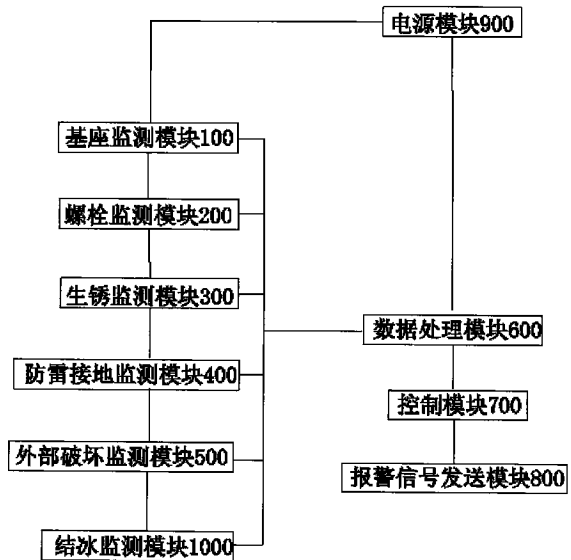 电源模块900
基座监测模块100
螺栓监测模块200
生锈监测模块300
数据处理模块600
防雷接地监测模块400
控制模块700
外部破坏监测模块500
报警信号发送模块800
结冰监测模块1000